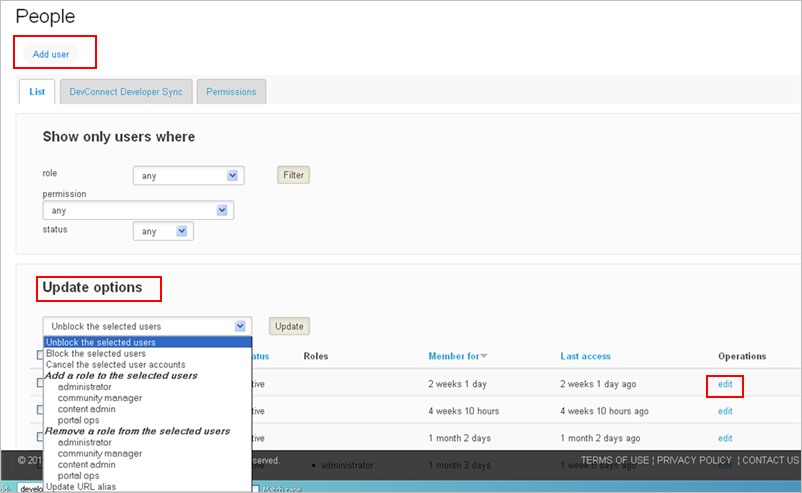 People
Add user
List DevConnect Developer Sync Permissions
Show only users where
role any Filter
permission
any
status any
Update options
Unblock the selected users Update
Unblock the selected users
Block the selected users
Cancel the selected user accounts
Roles Member for Last access Operations
Add a role to the selected users
administrator 2 weeks 1 day 2 weeks 1 day ago edit
community manager
content admin 4 weeks 10 hours 4 weeks 10 hours ago edit
portal ops
Remove a role from the selected users
administrator 1 month 2 days 1 month 2 days ago edit
community manager
© 201 served. TERMS OF USE ¦ PRIVACY POLICY ¦ CONTACT US
content admin • administrator 1 month 3 days edit
portal ops
Update URL alias
Match case